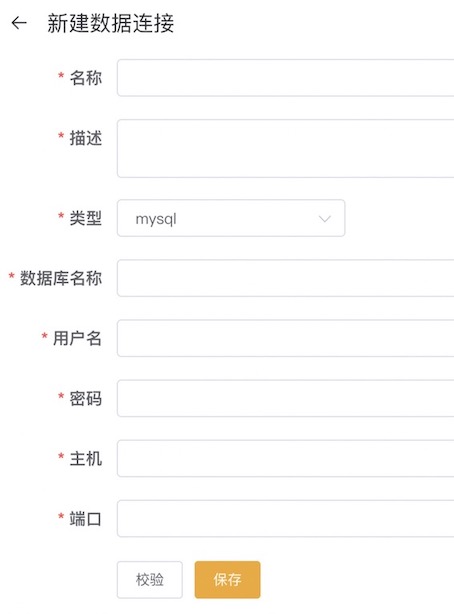 新建数据连接
* 名称
* 描述
* 类型 mysql
* 数据库名称
* 用户名
* 密码
* 主机
* 端口
校验 保存